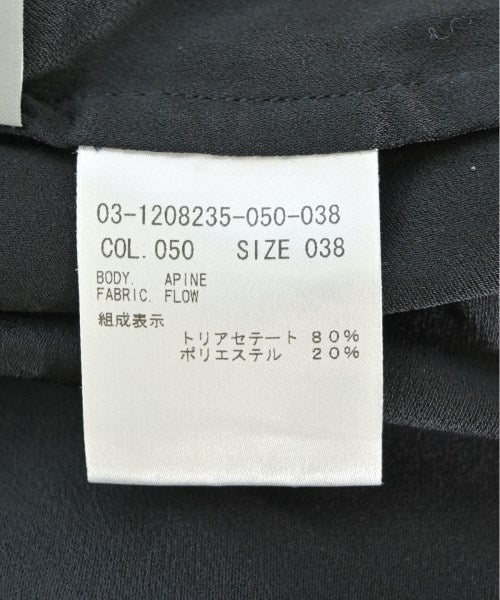 03-1208235-050-038
COL. 050 SIZE 038
BODY. APINE
FABRIC. FLOW
組成表示
トリアセテート 80%
ポリエステル 20%